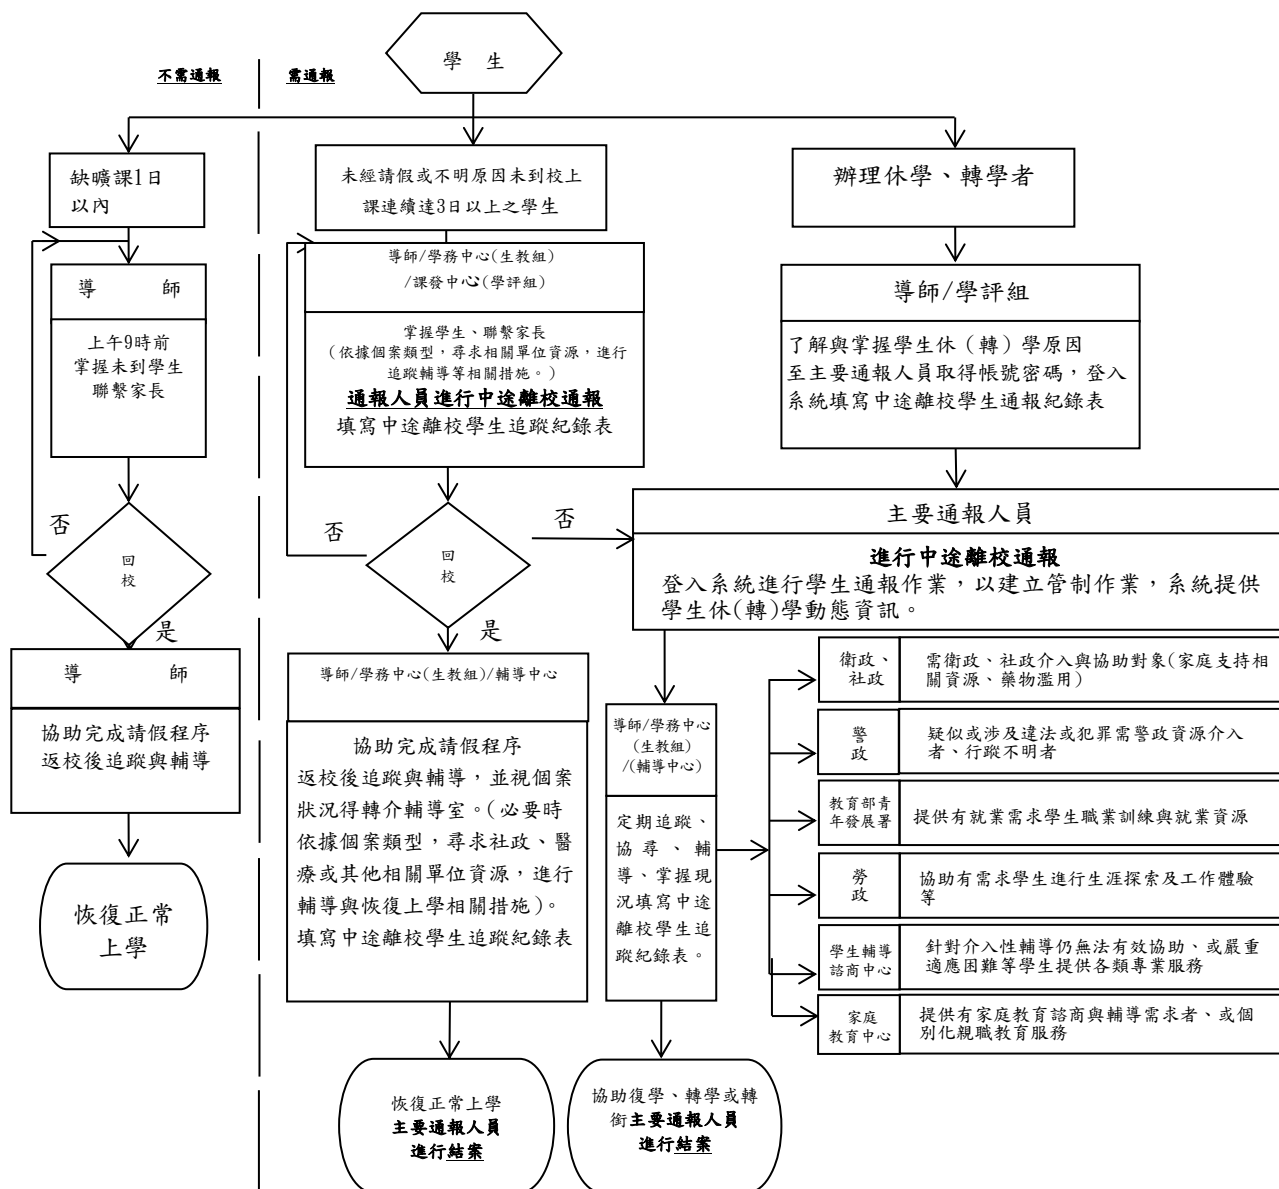 學 生
不需通報
需通報
缺曠課1日
以內
導 師
上午9時前
掌握未到學生
聯繫家長
否
回
校
是
導 師
協助完成請假程序
返校後追蹤與輔導
恢復正常
上學
未經請假或不明原因未到校上
課連續達3日以上之學生
導師/學務中心(生教組)
/課發中心(學評組)
掌握學生、聯繫家長
(依據個案類型,尋求相關單位資源,進行
追蹤輔導等相關措施。)
通報人員進行中途離校通報
填寫中途離校學生追蹤紀錄表
否
回
校
否
是
導師/學務中心(生教組)/輔導中心
協助完成請假程序
返校後追蹤與輔導,並視個案
狀況得轉介輔導室。(必要時
依據個案類型,尋求社政、醫
療或其他相關單位資源,進行
輔導與恢復上學相關措施)。
填寫中途離校學生追蹤紀錄表
恢復正常上學
主要通報人員
進行結案
辦理休學、轉學者
導師/學評組
了解與掌握學生休(轉)學原因
至主要通報人員取得帳號密碼,登入
系統填寫中途離校學生通報紀錄表
主要通報人員
進行中途離校通報
登入系統進行學生通報作業,以建立管制作業,系統提供
學生休(轉)學動態資訊。
導師/學務中心
(生教組)
/(輔導中心)
定期追蹤、
協尋、輔
導、掌握現
況填寫中途
離校學生追
蹤紀錄表。
協助復學、轉學或轉
銜主要通報人員
進行結案
衛政、
社政
需衛政、社政介入與協助對象(家庭支持相
關資源、藥物濫用)
警
政
疑似或涉及違法或犯罪需警政資源介入
者、行蹤不明者
教育部青
年發展署
提供有就業需求學生職業訓練與就業資源
勞
政
協助有需求學生進行生涯探索及工作體驗
等
學生輔導
諮商中心
針對介入性輔導仍無法有效協助、或嚴重
適應困難等學生提供各類專業服務
家庭
教育中心
提供有家庭教育諮商與輔導需求者、或個
別化親職教育服務